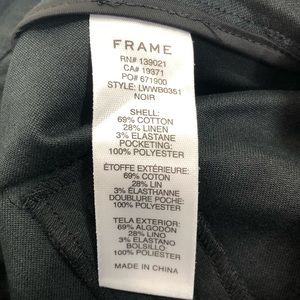 FRAME
RN# 139021
CA# 19371
PO# 671900
STYLE: LWWB0351
NOIR
SHELL:
69% COTTON
28% LINEN
3% ELASTANE
POCKETING:
100% POLYESTER
ÉTOFFE EXTÉRIEURE:
69% COTON
28% LIN
3% ÉLASTHANNE
DOUBLURE POCHE:
100% POLYESTER
TELA EXTERIOR:
69% ALGODÓN
28% LINO
3% ELASTANO
BOLSILLO
100% POLIESTER
MADE IN CHINA